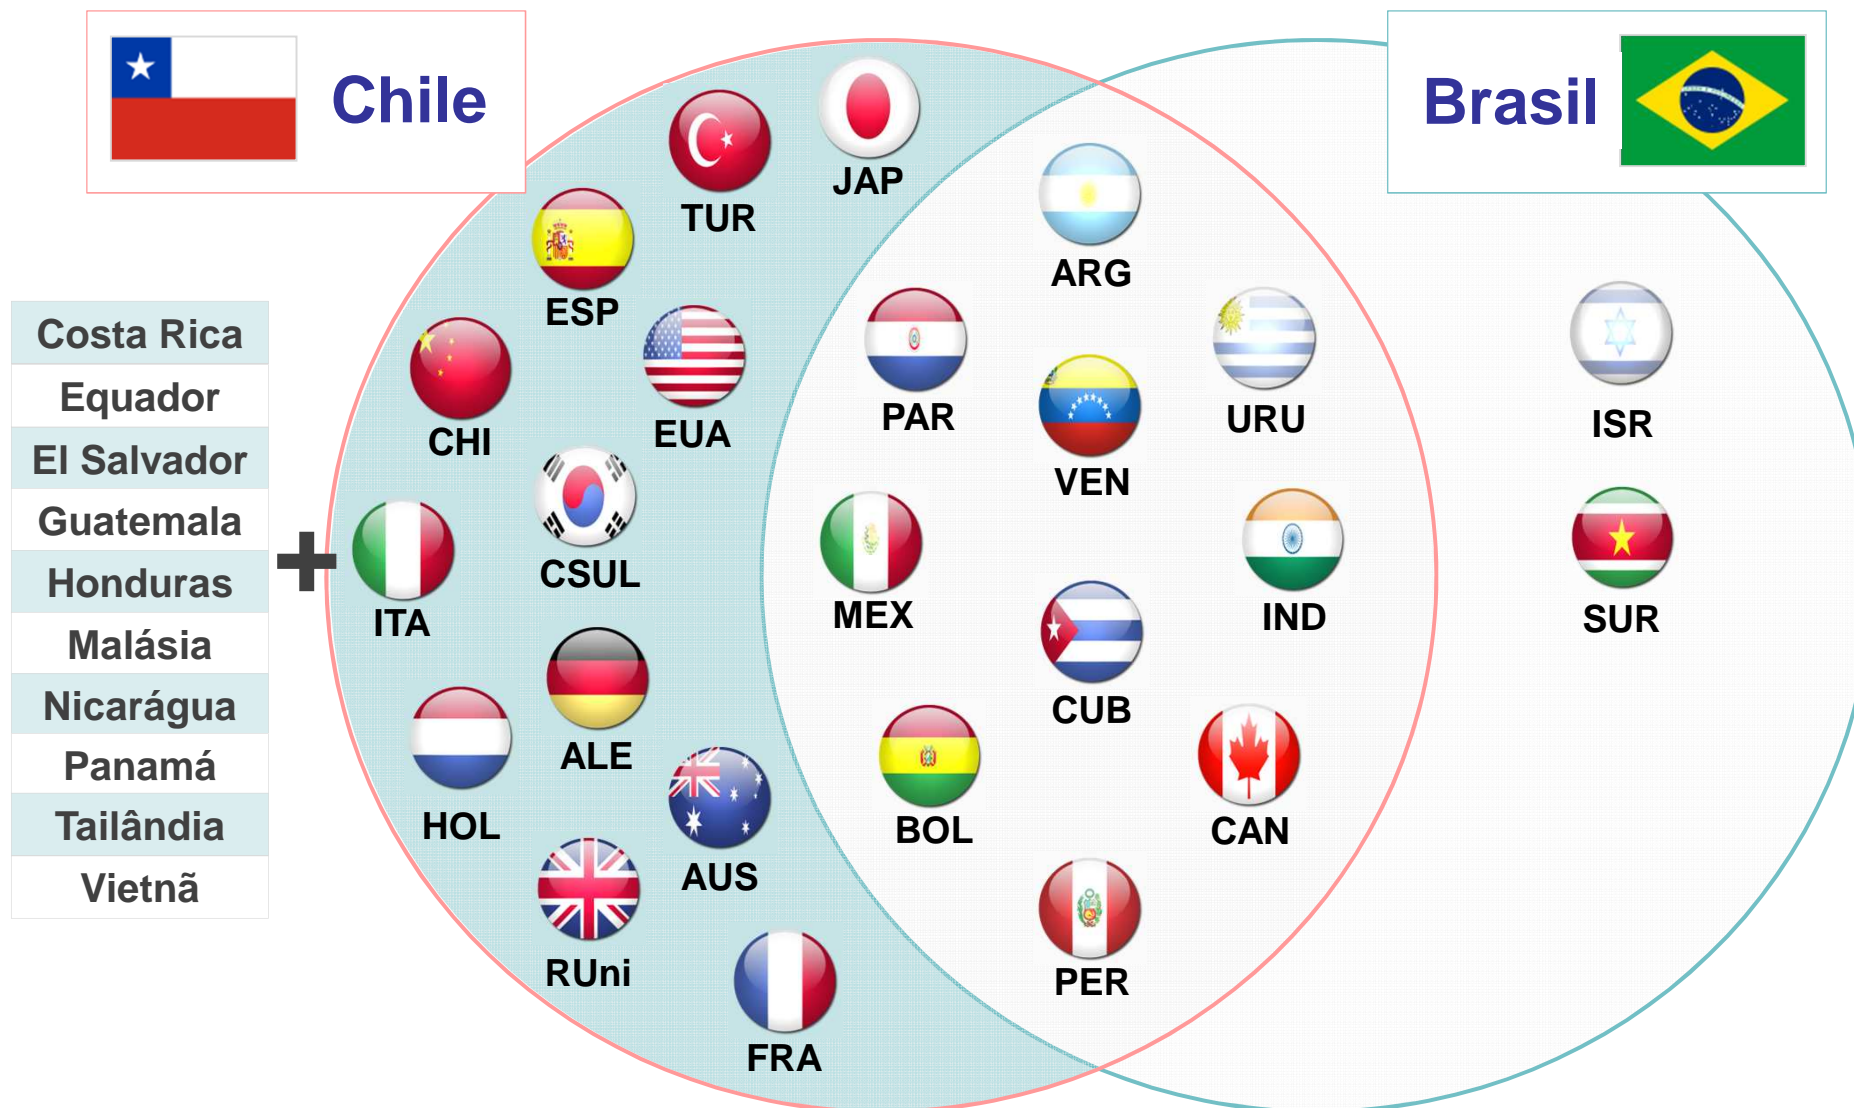 Chile
Brasil
JAP
TUR
ESP
EUA
CHI
CSUL
ITA
ALE
HOL
AUS
RUni
FRA
ARG
PAR
URU
VEN
MEX
IND
CUB
BOL
CAN
PER
ISR
SUR
Costa Rica
Equador
El Salvador
Guatemala
Honduras
Malásia
Nicarágua
Panamá
Tailândia
Vietnã
+